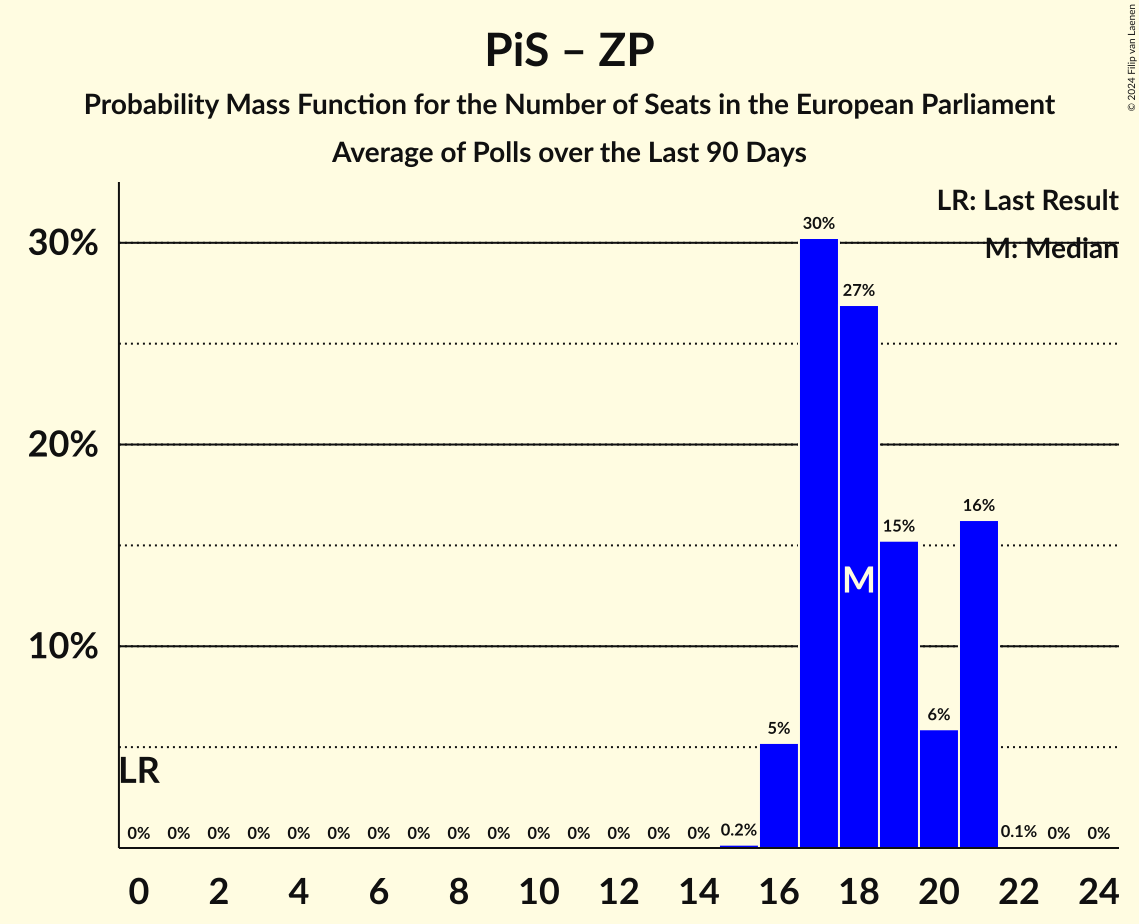 PiS – ZP
Probability Mass Function for the Number of Seats in the European Parliament
Average of Polls over the Last 90 Days
© 2024 Filip van Laenen
LR: Last Result
M: Median
30%
20%
10%
30%
27%
16%
15%
M
6%
5%
LR
0% 0% 0% 0% 0% 0% 0% 0% 0% 0% 0% 0% 0% 0% 0% 0.2% 0.1% 0% 0%
0 2 4 6 8 10 12 14 16 18 20 22 24